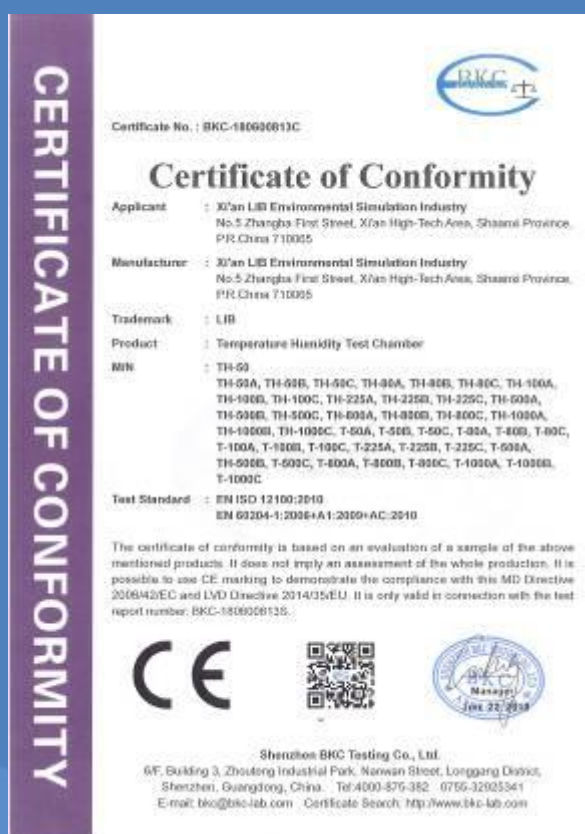 CERTIFICATE OF CONFORMITY
BKC
Certificate No. : BKC-180600813C
Certificate of Conformity
Applicant : Xi'an LIB Environmental Simulation Industry
No.5 Zhangba First Street, Xi'an High-Tech Area, Shaanxi Province,
P.R.China 710065
Manufacturer : Xi'an LIB Environmental Simulation Industry
No.5 Zhangba First Street, Xi'an High-Tech Area, Shaanxi Province,
P.R.China 710065
Trademark : LIB
Product : Temperature Humidity Test Chamber
M/N : TH-50
TH-50A, TH-50B, TH-50C, TH-80A, TH-80B, TH-80C, TH-100A,
TH-100B, TH-100C, TH-225A, TH-225B, TH-225C, TH-500A,
TH-500B, TH-500C, TH-800A, TH-800B, TH-800C, TH-1000A,
TH-1000B, TH-1000C, T-50A, T-50B, T-50C, T-80A, T-80B, T-80C,
T-100A, T-100B, T-100C, T-225A, T-225B, T-225C, T-500A,
TH-500B, T-500C, T-800A, T-800B, T-800C, T-1000A, T-1000B,
T-1000C
Test Standard : EN ISO 12100:2010
EN 60204-1:2006+A1:2009+AC:2010
The certificate of conformity is based on an evaluation of a sample of the above
mentioned products. It does not imply an assessment of the whole production. It is
possible to use CE marking to demonstrate the compliance with this MD Directive
2006/42/EC and LVD Directive 2014/35/EU. It is only valid in connection with the test
report number: BKC-180600813S.
CE
BKC
Manager
Jun. 22, 2018
Shenzhen BKC Testing Co., Ltd.
6/F, Building 3, Zhoutong Industrial Park, Nanwan Street, Longgang District,
Shenzhen, Guangdong, China. Tel:4000-875-382 0755-32925341
E-mail: bkc@bkc-lab.com Certificate Search: http://www.bkc-lab.com